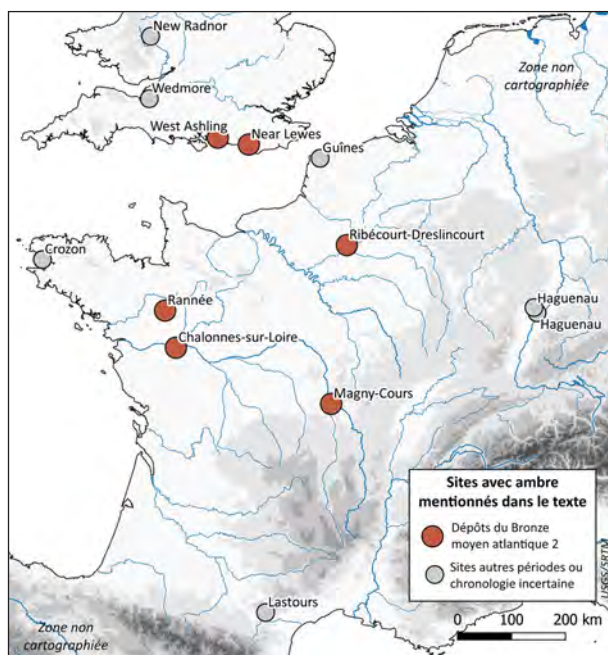 New Radnor
Zone non
cartographiée
Wedmore
West Ashling
Near Lewes
Guînes
Ribécourt-Dreslincourt
Crozon
Rannée
Haguenau
Haguenau
Chalonnes-sur-Loire
Magny-Cours
Sites avec ambre
mentionnés dans le texte
Dépôts du Bronze
moyen atlantique 2
Sites autres périodes ou
chronologie incertaine
USGS/SRTM
Lastours
0 100 200 km
Zone non
cartographiée